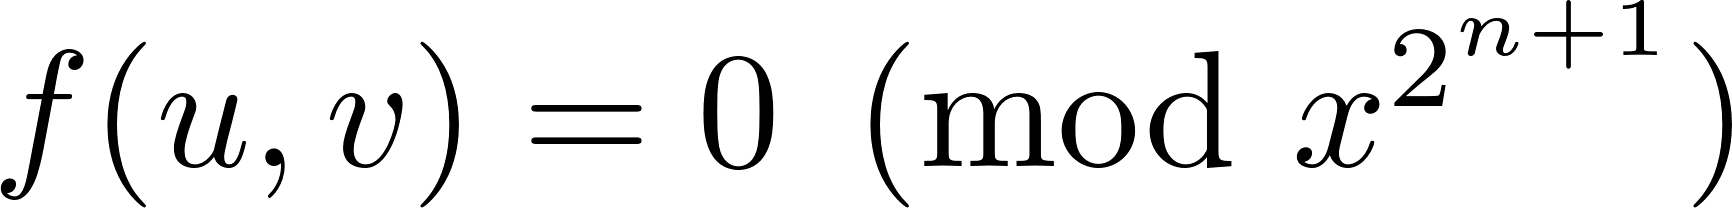 f(u, v) = 0 (mod x^{2^{n+1}})